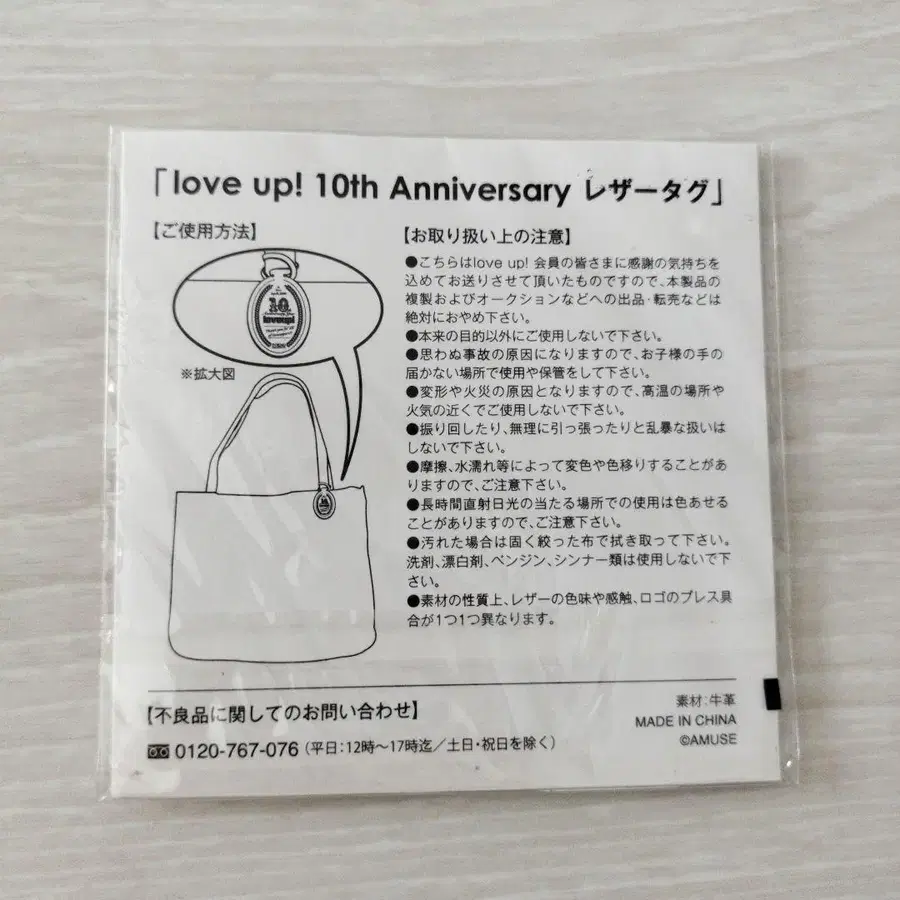 「love up! 10th Anniversary レザータグ」
【ご使用方法】
10
love up!
※拡大図
【お取り扱い上の注意】
●こちらはlove up! 会員の皆さまに感謝の気持ちを
込めてお送りさせて頂いたものですので、本製品の
複製およびオークションなどへの出品・転売などは
絶対におやめ下さい。
●本来の目的以外にご使用しないで下さい。
●思わぬ事故の原因になりますので、お子様の手の
届かない場所で使用や保管をして下さい。
●変形や火災の原因となりますので、高温の場所や
火気の近くでご使用しないで下さい。
●振り回したり、無理に引っ張ったりと乱暴な扱いは
しないで下さい。
●摩擦、水濡れ等によって変色や色移りすることがあ
りますので、ご注意下さい。
●長時間直射日光の当たる場所での使用は色あせる
ことがありますので、ご注意下さい。
●汚れた場合は固く絞った布で拭き取って下さい。
洗剤、漂白剤、ベンジン、シンナー類は使用しないで下
さい。
●素材の性質上、レザーの色味や感触、ロゴのプレス具
合が1つ1つ異なります。
【不良品に関してのお問い合わせ】
0120-767-076（平日：12時～17時迄／土日・祝日を除く）
素材：牛革
MADE IN CHINA
©AMUSE